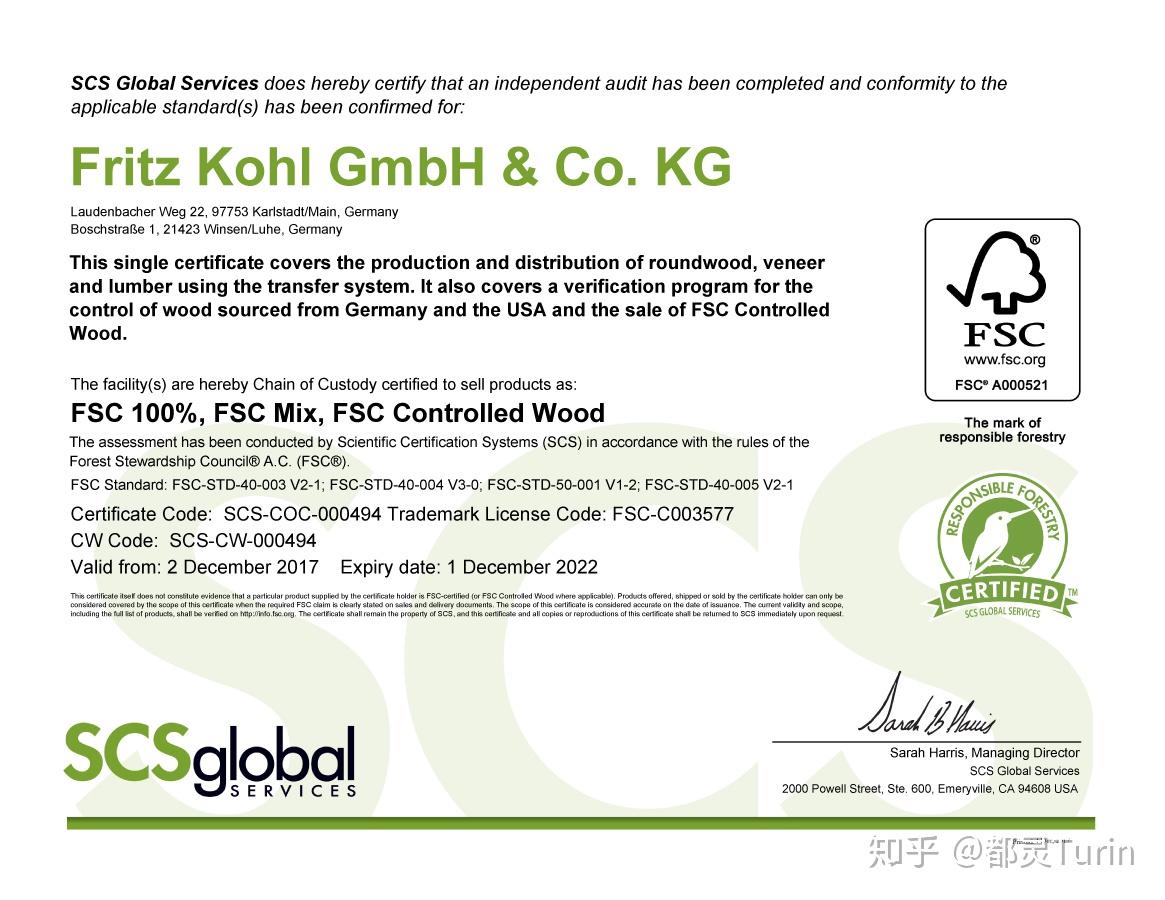 SCS Global Services does hereby certify that an independent audit has been completed and conformity to the
applicable standard(s) has been confirmed for:
Fritz Kohl GmbH & Co. KG
Laudenbacher Weg 22, 97753 Karlstadt/Main, Germany
Boschstraße 1, 21423 Winsen/Luhe, Germany
This single certificate covers the production and distribution of roundwood, veneer
and lumber using the transfer system. It also covers a verification program for the
control of wood sourced from Germany and the USA and the sale of FSC Controlled
Wood.
®
FSC
www.fsc.org
FSC® A000521
The mark of
responsible forestry
The facility(s) are hereby Chain of Custody certified to sell products as:
FSC 100%, FSC Mix, FSC Controlled Wood
The assessment has been conducted by Scientific Certification Systems (SCS) in accordance with the rules of the
Forest Stewardship Council® A.C. (FSC®).
FSC Standard: FSC-STD-40-003 V2-1; FSC-STD-40-004 V3-0; FSC-STD-50-001 V1-2; FSC-STD-40-005 V2-1
Certificate Code: SCS-COC-000494 Trademark License Code: FSC-C003577
CW Code: SCS-CW-000494
Valid from: 2 December 2017 Expiry date: 1 December 2022
RESPONSIBLE FORESTRY
CERTIFIED TM
SCS GLOBAL SERVICES
This certificate itself does not constitute evidence that a particular product supplied by the certificate holder is FSC-certified (or FSC Controlled Wood where applicable). Products offered, shipped or sold by the certificate holder can only be
considered covered by the scope of this certificate when the required FSC claim is clearly stated on sales and delivery documents. The scope of this certificate is considered accurate on the date of issuance. The current validity and scope,
including the full list of products, shall be verified on http://info.fsc.org. The certificate shall remain the property of SCS, and this certificate and all copies or reproductions of this certificate shall be returned to SCS immediately upon request.
SCS
SCSglobal
SERVICES
Sarah B Harris
Sarah Harris, Managing Director
SCS Global Services
2000 Powell Street, Ste. 600, Emeryville, CA 94608 USA
知乎 @都灵Turin